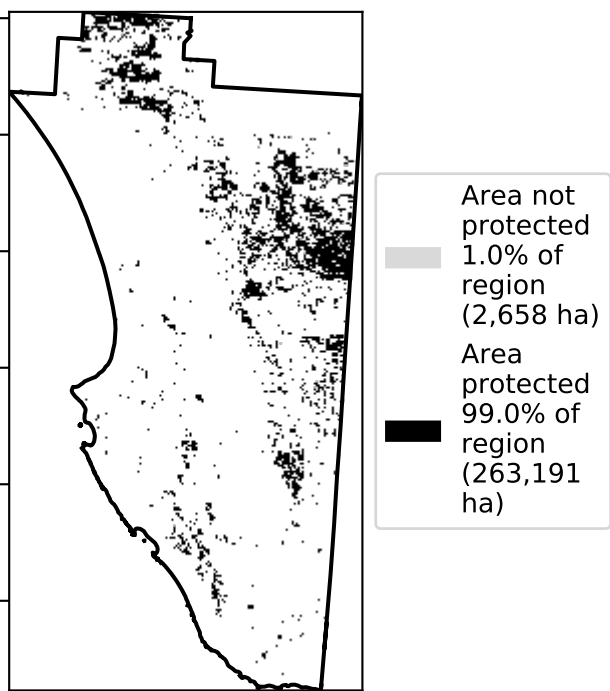 Area not
protected
1.0% of
region
(2,658 ha)
Area
protected
99.0% of
region
(263,191
ha)